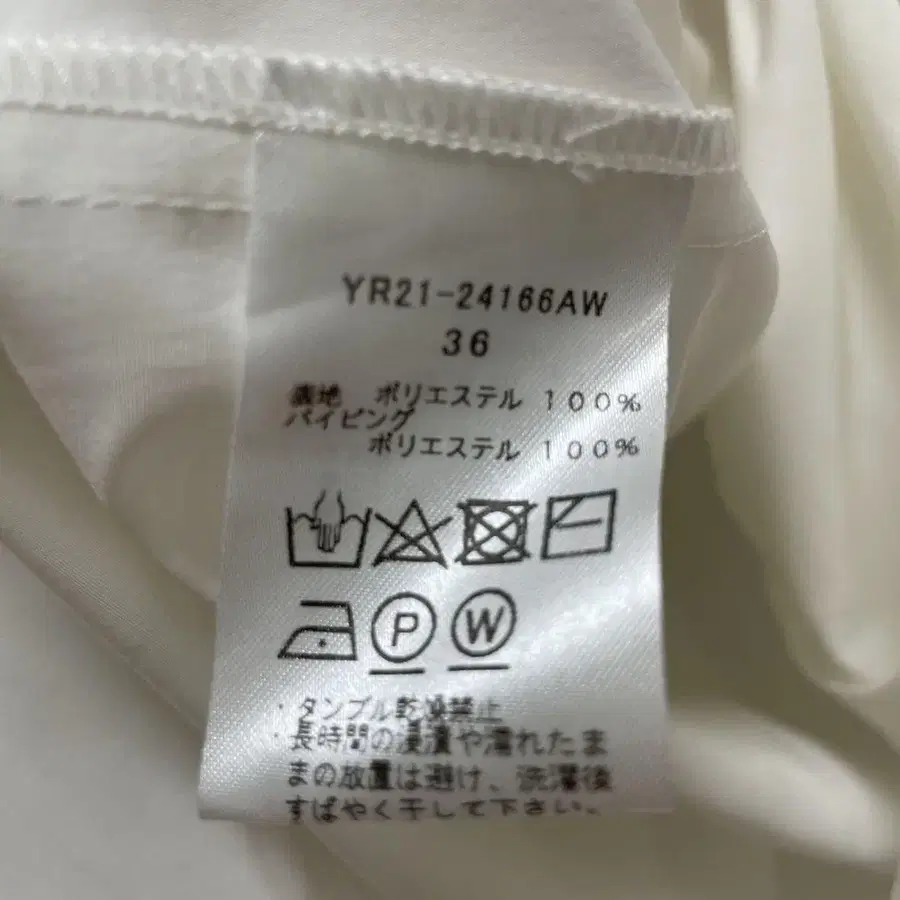 YR21-24166AW
36
表地 ポリエステル 100%
パイピング
ポリエステル 100%
P W
・タンブル乾燥禁止
・長時間の浸漬や濡れたま
まの放置は避け、洗濯後
すばやく干して下さい。